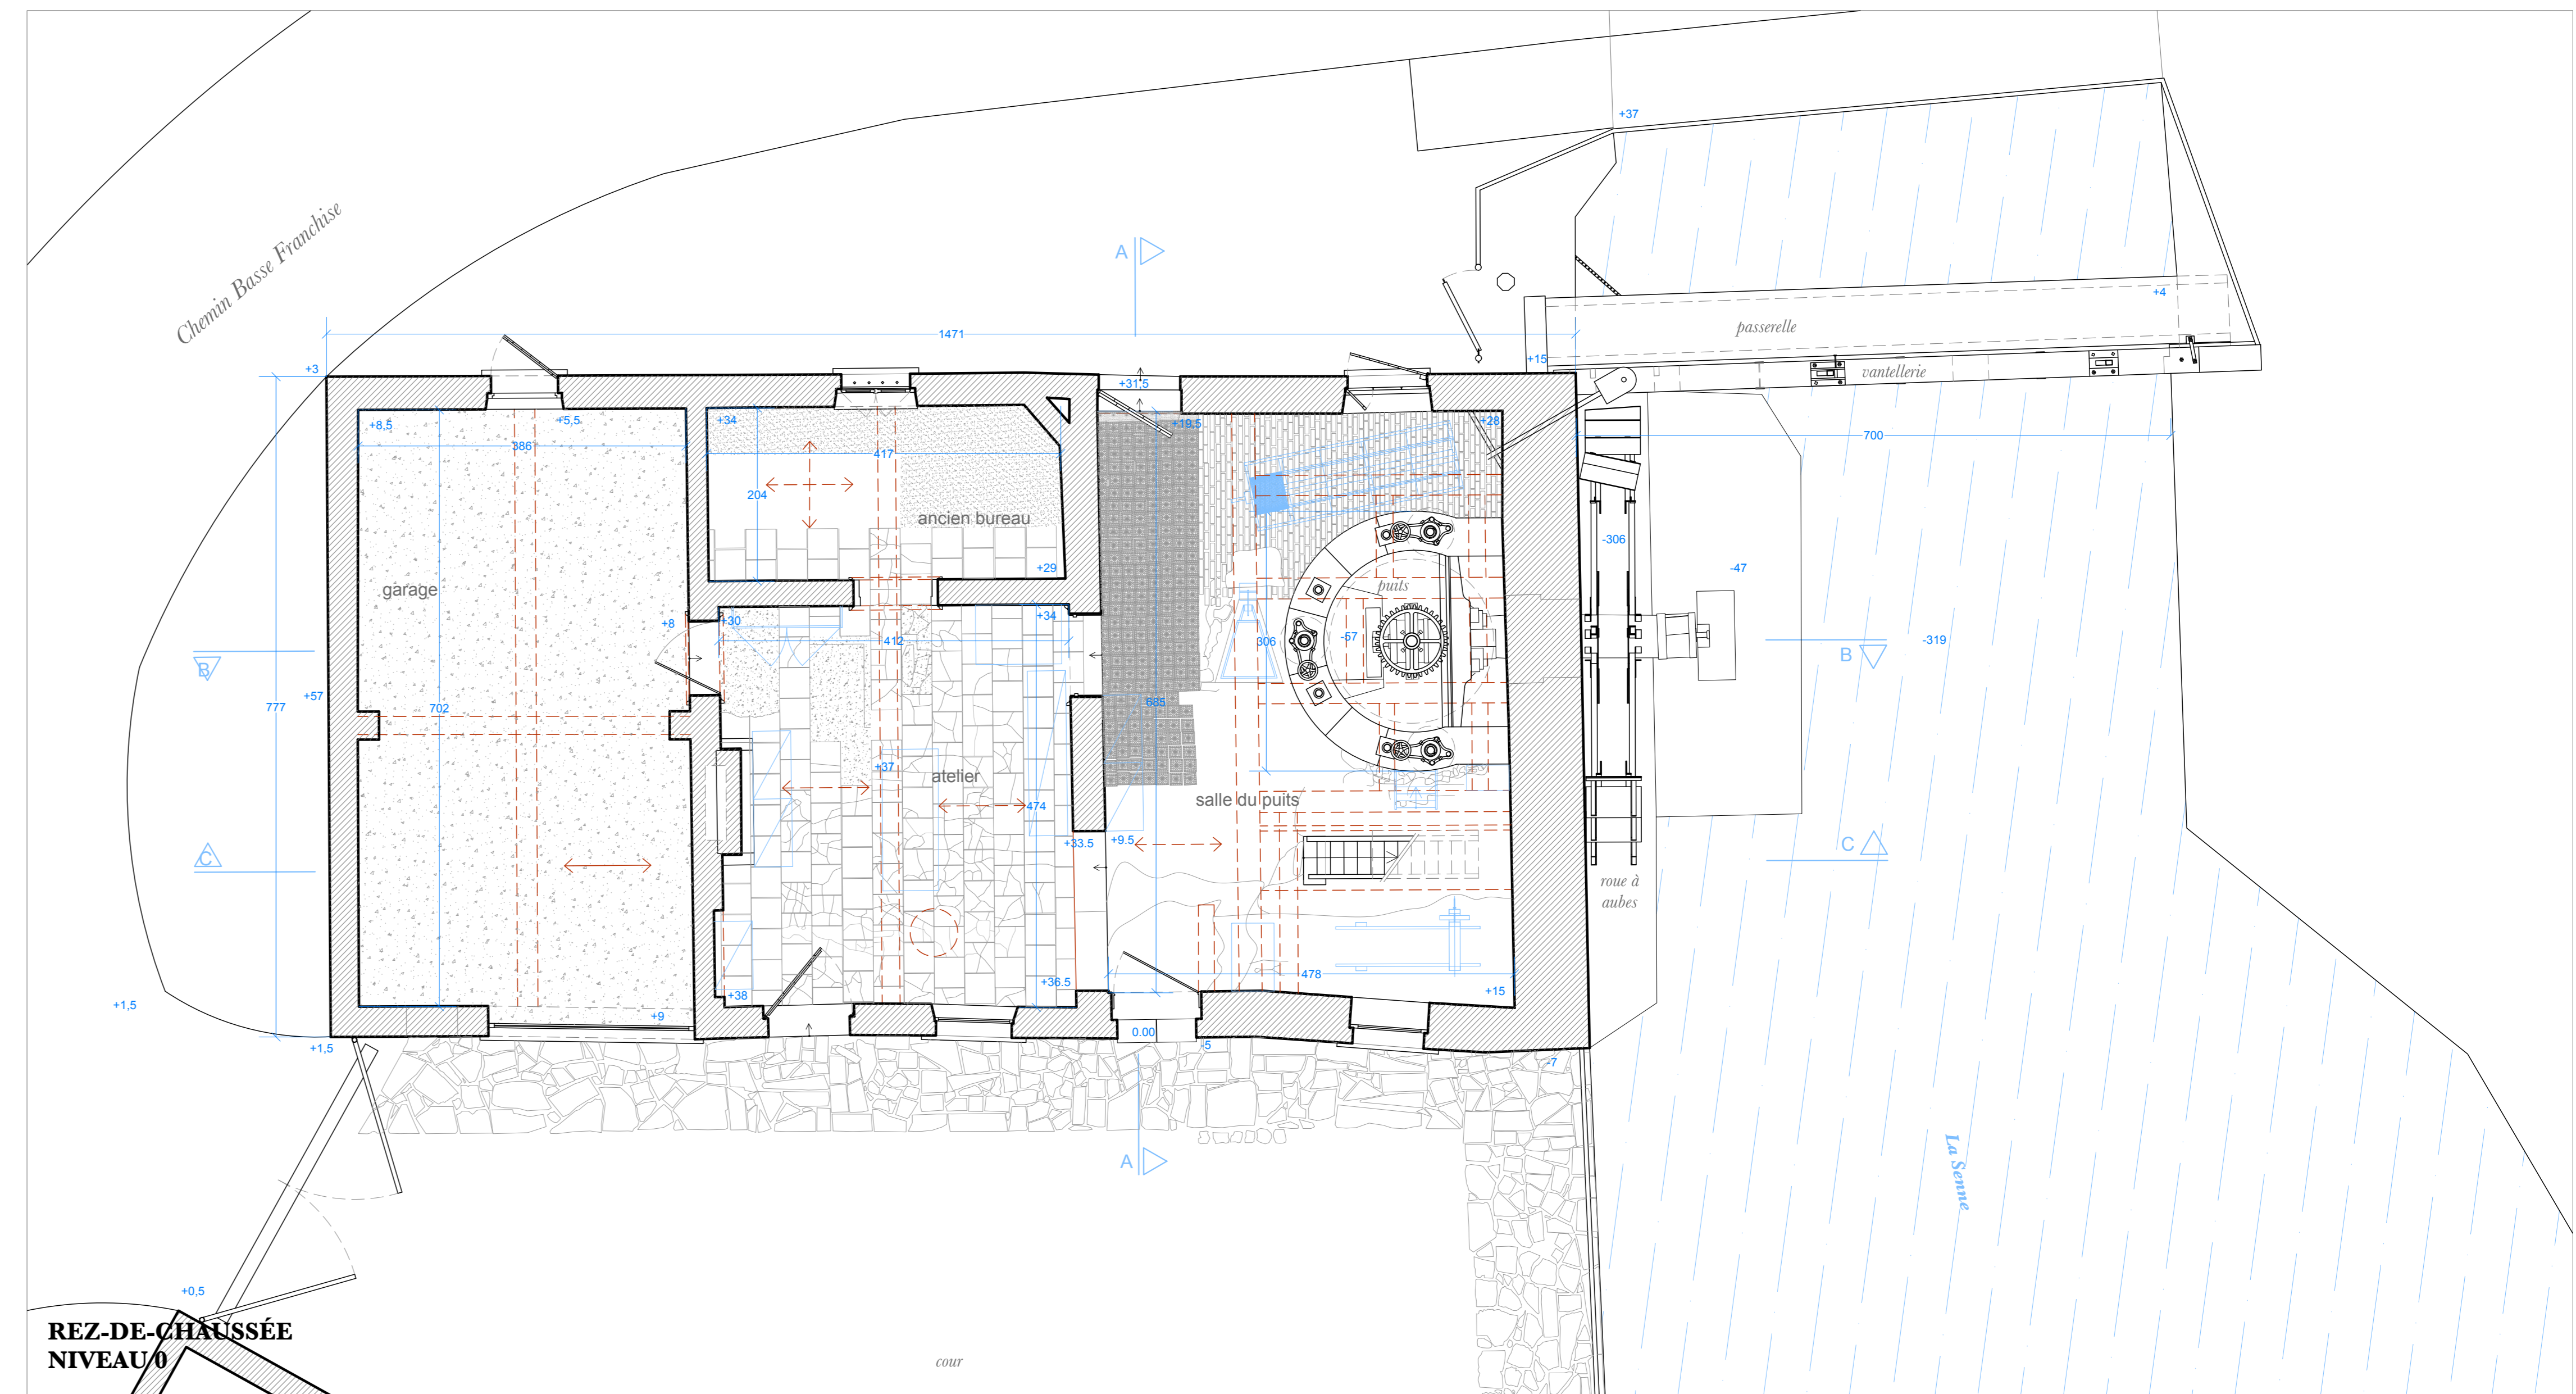 +37
Chemin Basse Franchise
A
+4
passerelle
1471
+15
+3
vantellerie
+31,5
+8,5
+5,5
+34
+19,5
+28
386
417
700
204
ancien bureau
-306
+29
-47
garage
puits
+8
+30
+34
412
306
-57
-319
B
B
+57
777
702
685
+37
atelier
474
salle du puits
+33.5
+9.5
C
C
roue à
aubes
478
+36.5
+38
+15
+1,5
+9
0.00
+1,5
-5
-7
A
La Senne
+0,5
REZ-DE-CHAUSSÉE
NIVEAU 0
cour